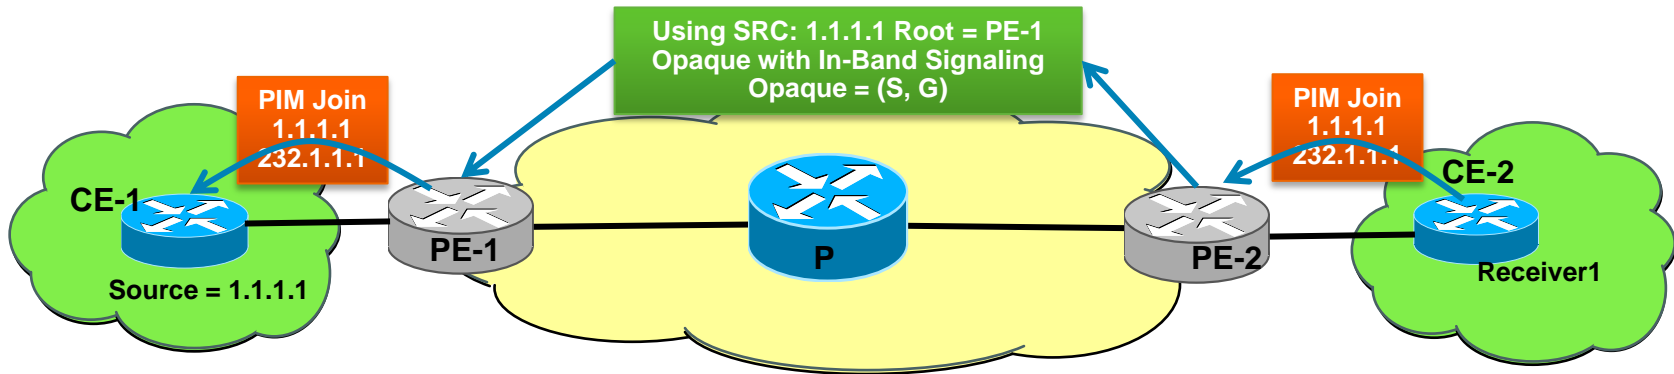 Using SRC: 1.1.1.1 Root = PE-1
Opaque with In-Band Signaling
Opaque = (S, G)
PIM Join
1.1.1.1
232.1.1.1
PIM Join
1.1.1.1
232.1.1.1
CE-1
PE-1
P
PE-2
CE-2
Source = 1.1.1.1
Receiver1